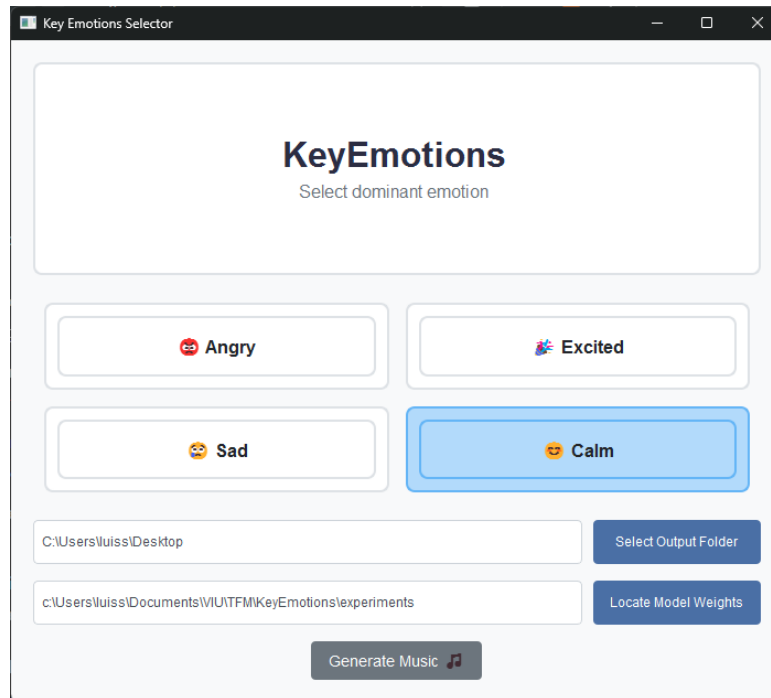 Key Emotions Selector
KeyEmotions
Select dominant emotion
Angry
Excited
Sad
Calm
C:\Users\luiss\Desktop
Select Output Folder
c:\Users\luiss\Documents\VIU\TFM\KeyEmotions\experiments
Locate Model Weights
Generate Music